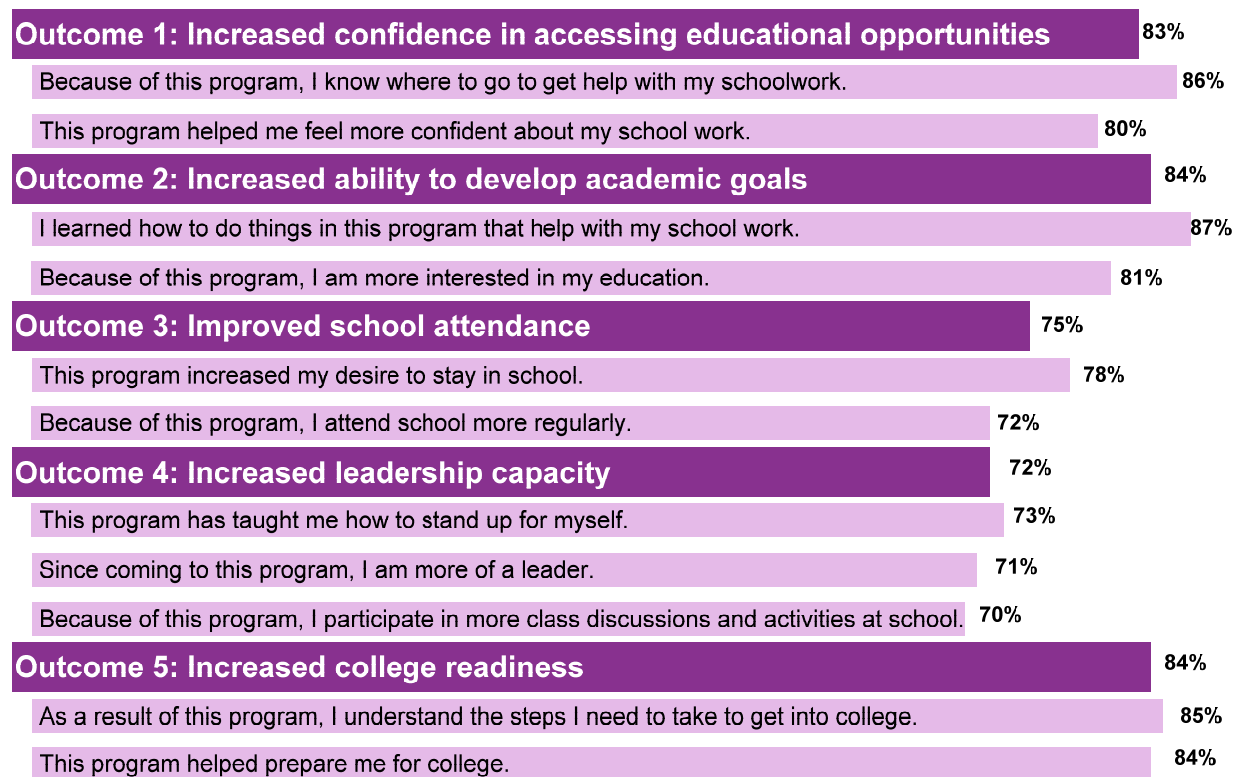 Outcome 1: Increased confidence in accessing educational opportunities 83%
Because of this program, I know where to go to get help with my schoolwork. 86%
This program helped me feel more confident about my school work. 80%
Outcome 2: Increased ability to develop academic goals 84%
I learned how to do things in this program that help with my school work. 87%
Because of this program, I am more interested in my education. 81%
Outcome 3: Improved school attendance 75%
This program increased my desire to stay in school. 78%
Because of this program, I attend school more regularly. 72%
Outcome 4: Increased leadership capacity 72%
This program has taught me how to stand up for myself. 73%
Since coming to this program, I am more of a leader. 71%
Because of this program, I participate in more class discussions and activities at school. 70%
Outcome 5: Increased college readiness 84%
As a result of this program, I understand the steps I need to take to get into college. 85%
This program helped prepare me for college. 84%